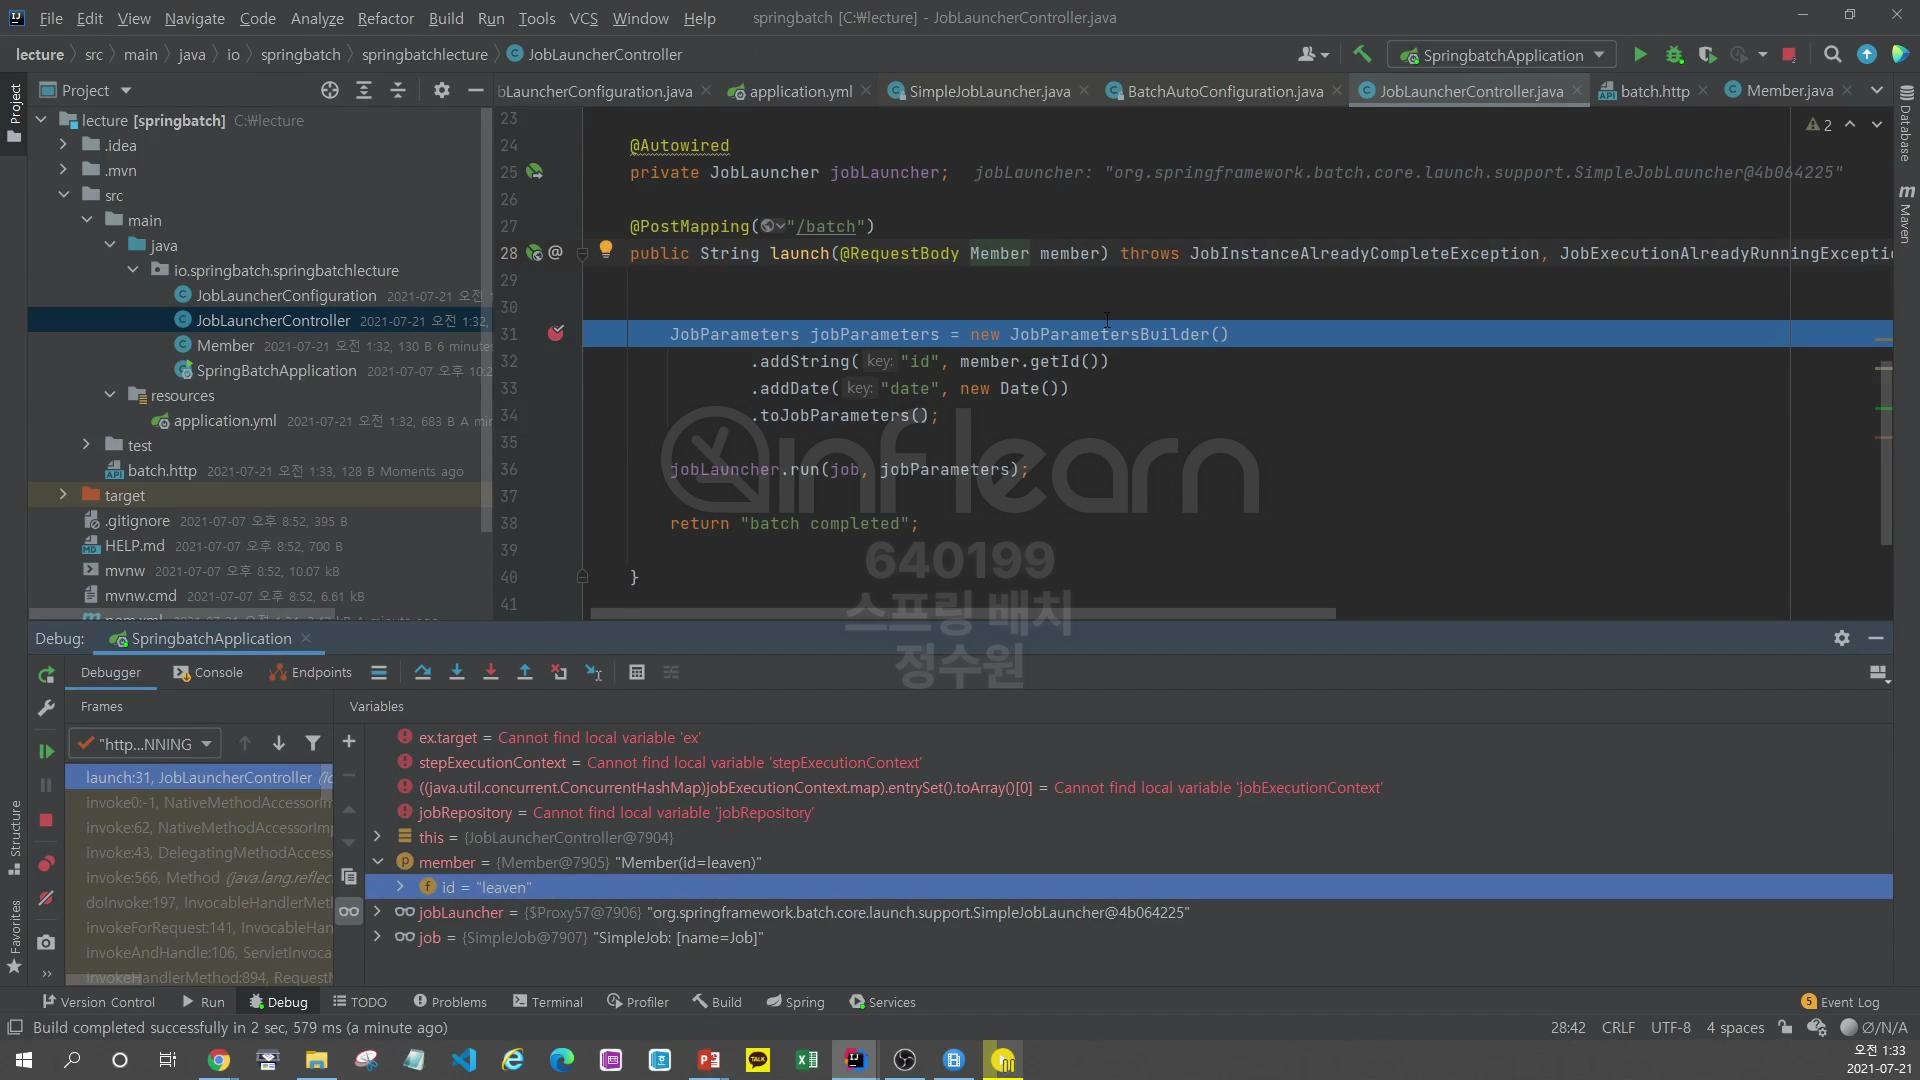 File Edit View Navigate Code Analyze Refactor Build Run Tools VCS Window Help springbatch [C:￦lecture] - JobLauncherController.java
lecture src main java io springbatch springbatchlecture JobLauncherController SpringbatchApplication
Project bLauncherConfiguration.java application.yml SimpleJobLauncher.java BatchAutoConfiguration.java JobLauncherController.java batch.http Member.java
Project
Database
Maven
lecture [springbatch] C:￦lecture
.idea
.mvn
src
main
java
io.springbatch.springbatchlecture
JobLauncherConfiguration 2021-07-21 오전 1
JobLauncherController 2021-07-21 오전 1:32,
Member 2021-07-21 오전 1:32, 130 B 6 minutes
SpringBatchApplication 2021-07-07 오후 10:2
resources
application.yml 2021-07-21 오전 1:32, 683 B A min
test
batch.http 2021-07-21 오전 1:33, 128 B Moments ago
target
.gitignore 2021-07-07 오후 8:52, 395 B
HELP.md 2021-07-07 오후 8:52, 700 B
mvnw 2021-07-07 오후 8:52, 10.07 kB
mvnw.cmd 2021-07-07 오후 8:52, 6.61 kB
2
23
24 @Autowired
25 private JobLauncher jobLauncher; jobLauncher: "org.springframework.batch.core.launch.support.SimpleJobLauncher@4b064225"
26
27 @PostMapping("/batch")
28 public String launch(@RequestBody Member member) throws JobInstanceAlreadyCompleteException, JobExecutionAlreadyRunningExcepti
29
30
31 JobParameters jobParameters = new JobParametersBuilder()
32 .addString( key: "id", member.getId())
33 .addDate( key: "date", new Date())
34 .toJobParameters();
35
36 jobLauncher.run(job, jobParameters);
37
38 return "batch completed";
39
40 }
41
inflearn
640199
스프링 배치
정수원
Debug: SpringbatchApplication
Debugger Console Endpoints
Frames Variables
"http...NNING
launch:31, JobLauncherController (io
invoke0:-1, NativeMethodAccessorIm
invoke:62, NativeMethodAccessorImp
invoke:43, DelegatingMethodAccess
invoke:566, Method (java.lang.reflec
doInvoke:197, InvocableHandlerMeth
invokeForRequest:141, InvocableHan
invokeAndHandle:106, ServletInvoca
invokeHandlerMethod:894, RequestM
ex.target = Cannot find local variable 'ex'
stepExecutionContext = Cannot find local variable 'stepExecutionContext'
((java.util.concurrent.ConcurrentHashMap)jobExecutionContext.map).entrySet().toArray()[0] = Cannot find local variable 'jobExecutionContext'
jobRepository = Cannot find local variable 'jobRepository'
this = {JobLauncherController@7904}
member = {Member@7905} "Member(id=leaven)"
id = "leaven"
jobLauncher = {$Proxy57@7906} "org.springframework.batch.core.launch.support.SimpleJobLauncher@4b064225"
job = {SimpleJob@7907} "SimpleJob: [name=Job]"
Structure
Favorites
Version Control Run Debug TODO Problems Terminal Profiler Build Spring Services 5 Event Log
Build completed successfully in 2 sec, 579 ms (a minute ago) 28:42 CRLF UTF-8 4 spaces Ø/N/A
TALK
오전 1:33
2021-07-21